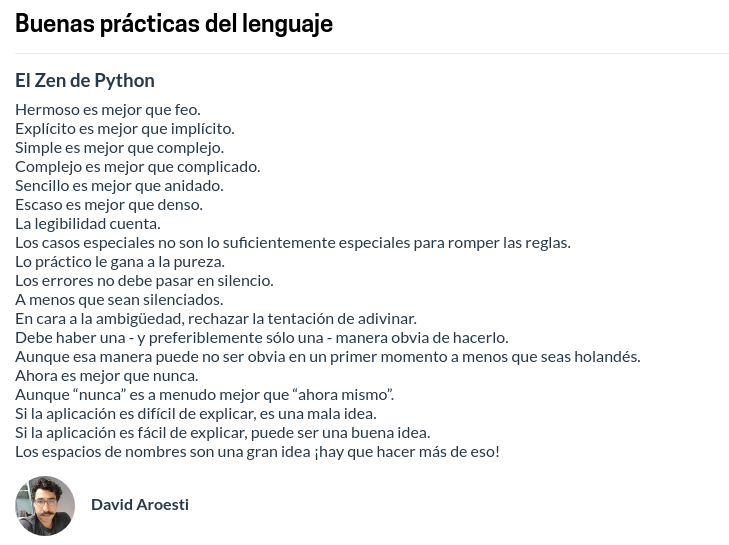 Buenas prácticas del lenguaje
El Zen de Python
Hermoso es mejor que feo.
Explícito es mejor que implícito.
Simple es mejor que complejo.
Complejo es mejor que complicado.
Sencillo es mejor que anidado.
Escaso es mejor que denso.
La legibilidad cuenta.
Los casos especiales no son lo suficientemente especiales para romper las reglas.
Lo práctico le gana a la pureza.
Los errores no debe pasar en silencio.
A menos que sean silenciados.
En cara a la ambigüedad, rechazar la tentación de adivinar.
Debe haber una - y preferiblemente sólo una - manera obvia de hacerlo.
Aunque esa manera puede no ser obvia en un primer momento a menos que seas holandés.
Ahora es mejor que nunca.
Aunque “nunca” es a menudo mejor que “ahora mismo”.
Si la aplicación es difícil de explicar, es una mala idea.
Si la aplicación es fácil de explicar, puede ser una buena idea.
Los espacios de nombres son una gran idea ¡hay que hacer más de eso!
David Aroesti